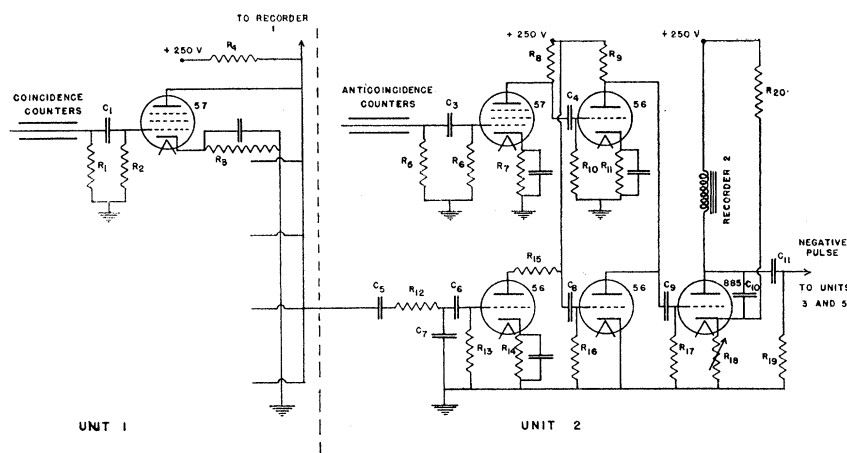 TO RECORDER
1
+ 250 V
R4
COINCIDENCE
COUNTERS
C1
57
R1
R2
R3
UNIT 1
+ 250 V
R8
R9
+ 250 V
ANTICOINCIDENCE
COUNTERS
C3
57
C4
56
R20
R5
R6
R7
R10
R11
RECORDER 2
R15
NEGATIVE
PULSE
C5
R12
C6
56
C8
56
C9
885
C10
C11
TO UNITS
3 AND 5
C7
R13
R14
R16
R17
R18
R19
UNIT 2